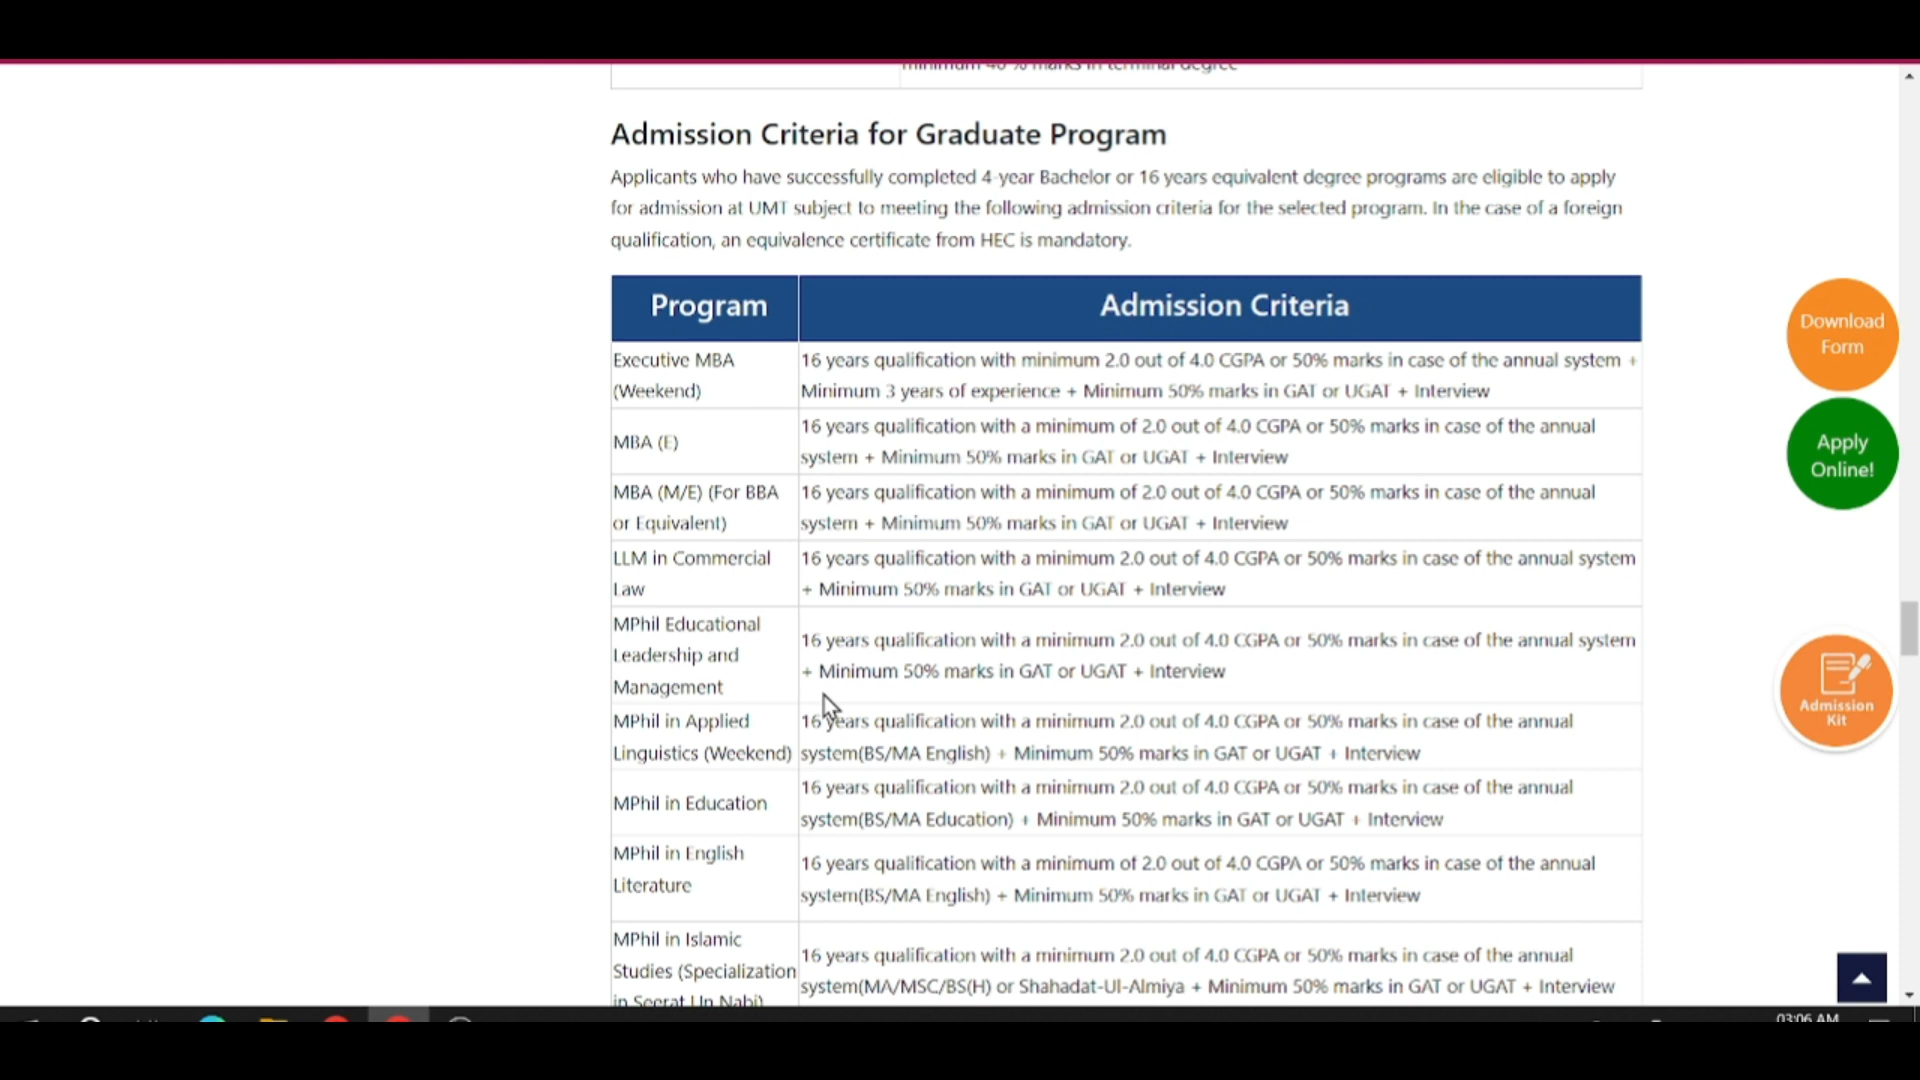 minimum 40 % marks in terminal degree
Admission Criteria for Graduate Program
Applicants who have successfully completed 4-year Bachelor or 16 years equivalent degree programs are eligible to apply
for admission at UMT subject to meeting the following admission criteria for the selected program. In the case of a foreign
qualification, an equivalence certificate from HEC is mandatory.
Program
Admission Criteria
Executive MBA
(Weekend)
16 years qualification with minimum 2.0 out of 4.0 CGPA or 50% marks in case of the annual system +
Minimum 3 years of experience + Minimum 50% marks in GAT or UGAT + Interview
MBA (E)
16 years qualification with a minimum of 2.0 out of 4.0 CGPA or 50% marks in case of the annual
system + Minimum 50% marks in GAT or UGAT + Interview
MBA (M/E) (For BBA
or Equivalent)
16 years qualification with a minimum of 2.0 out of 4.0 CGPA or 50% marks in case of the annual
system + Minimum 50% marks in GAT or UGAT + Interview
LLM in Commercial
Law
16 years qualification with a minimum 2.0 out of 4.0 CGPA or 50% marks in case of the annual system
+ Minimum 50% marks in GAT or UGAT + Interview
MPhil Educational
Leadership and
Management
16 years qualification with a minimum 2.0 out of 4.0 CGPA or 50% marks in case of the annual system
+ Minimum 50% marks in GAT or UGAT + Interview
MPhil in Applied
Linguistics (Weekend)
16 years qualification with a minimum 2.0 out of 4.0 CGPA or 50% marks in case of the annual
system(BS/MA English) + Minimum 50% marks in GAT or UGAT + Interview
MPhil in Education
16 years qualification with a minimum 2.0 out of 4.0 CGPA or 50% marks in case of the annual
system(BS/MA Education) + Minimum 50% marks in GAT or UGAT + Interview
MPhil in English
Literature
16 years qualification with a minimum of 2.0 out of 4.0 CGPA or 50% marks in case of the annual
system(BS/MA English) + Minimum 50% marks in GAT or UGAT + Interview
MPhil in Islamic
Studies (Specialization
in Seerat Un Nabi)
16 years qualification with a minimum 2.0 out of 4.0 CGPA or 50% marks in case of the annual
system(MA/MSC/BS(H) or Shahadat-Ul-Almiya + Minimum 50% marks in GAT or UGAT + Interview
Download
Form
Apply
Online!
Admission
Kit
03:06 AM